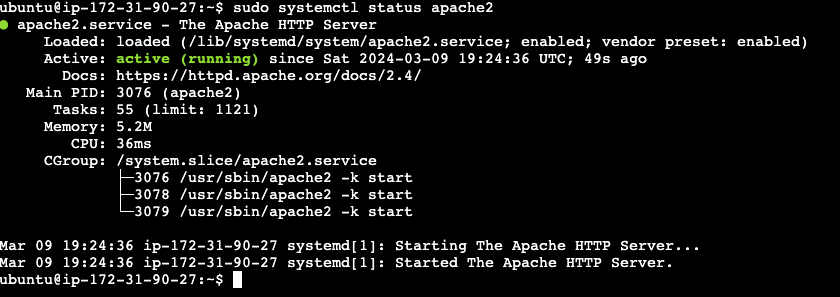 ubuntu@ip-172-31-90-27:~$ sudo systemctl status apache2
● apache2.service - The Apache HTTP Server
     Loaded: loaded (/lib/systemd/system/apache2.service; enabled; vendor preset: enabled)
     Active: active (running) since Sat 2024-03-09 19:24:36 UTC; 49s ago
       Docs: https://httpd.apache.org/docs/2.4/
   Main PID: 3076 (apache2)
      Tasks: 55 (limit: 1121)
     Memory: 5.2M
        CPU: 36ms
     CGroup: /system.slice/apache2.service
             ├─3076 /usr/sbin/apache2 -k start
             ├─3078 /usr/sbin/apache2 -k start
             └─3079 /usr/sbin/apache2 -k start

Mar 09 19:24:36 ip-172-31-90-27 systemd[1]: Starting The Apache HTTP Server...
Mar 09 19:24:36 ip-172-31-90-27 systemd[1]: Started The Apache HTTP Server.
ubuntu@ip-172-31-90-27:~$